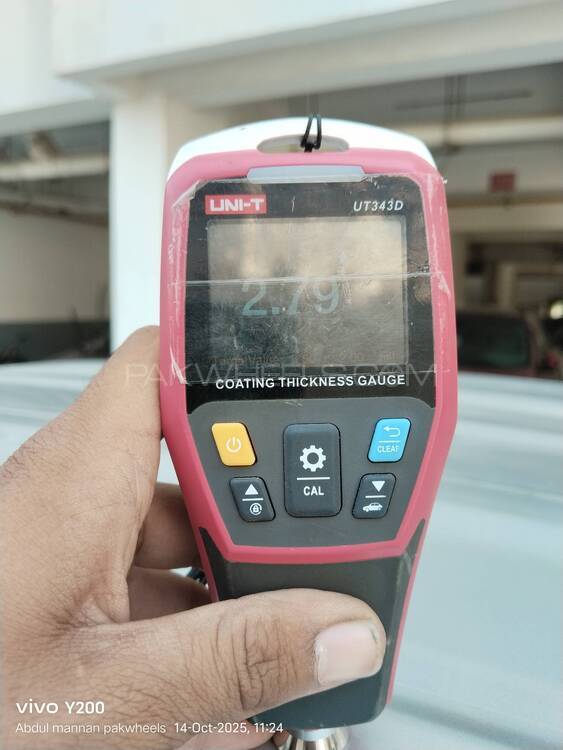 UNI-T UT343D
2.79
PAKWHEELS.COM
COATING THICKNESS GAUGE
CLEAR
CAL
vivo Y200
Abdul mannan pakwheels 14-Oct-2025, 11:24